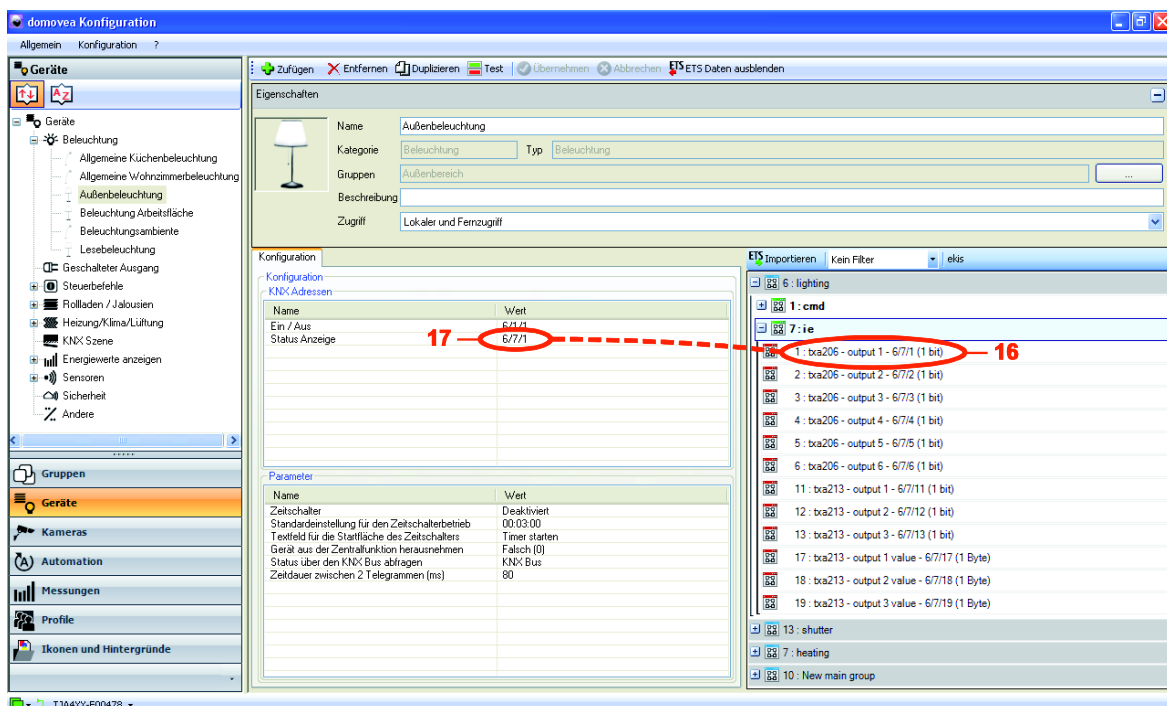 domovea Konfiguration
Allgemein Konfiguration ?
Geräte
Zufügen Entfernen Duplizieren Test Übernehmen Abbrechen ETS ETS Daten ausblenden
Eigenschaften
Geräte
Beleuchtung
Allgemeine Küchenbeleuchtung
Allgemeine Wohnzimmerbeleuchtung
Außenbeleuchtung
Beleuchtung Arbeitsfläche
Beleuchtungsambiente
Lesebeleuchtung
Geschalteter Ausgang
Steuerbefehle
Rollladen / Jalousien
Heizung/Klima/Lüftung
KNX Szene
Energiewerte anzeigen
Sensoren
Sicherheit
Andere
Gruppen
Geräte
Kameras
Automation
Messungen
Profile
Ikonen und Hintergründe
Name Außenbeleuchtung
Kategorie Beleuchtung Typ Beleuchtung
Gruppen Außenbereich ...
Beschreibung
Zugriff Lokaler und Fernzugriff
Konfiguration
Konfiguration
KNX Adressen
Name Wert
Ein / Aus 6/1/1
Status Anzeige 6/7/1
17
Parameter
Name Wert
Zeitschalter Deaktiviert
Standardeinstellung für den Zeitschalterbetrieb 00:03:00
Textfeld für die Startfläche des Zeitschalters Timer starten
Gerät aus der Zentralfunktion herausnehmen Falsch (0)
Status über den KNX Bus abfragen KNX Bus
Zeitdauer zwischen 2 Telegrammen (ms) 80
ETS Importieren Kein Filter ekis
6 : lighting
1 : cmd
7 : ie
1 : txa206 - output 1 - 6/7/1 (1 bit)
16
2 : txa206 - output 2 - 6/7/2 (1 bit)
3 : txa206 - output 3 - 6/7/3 (1 bit)
4 : txa206 - output 4 - 6/7/4 (1 bit)
5 : txa206 - output 5 - 6/7/5 (1 bit)
6 : txa206 - output 6 - 6/7/6 (1 bit)
11 : txa213 - output 1 - 6/7/11 (1 bit)
12 : txa213 - output 2 - 6/7/12 (1 bit)
13 : txa213 - output 3 - 6/7/13 (1 bit)
17 : txa213 - output 1 value - 6/7/17 (1 Byte)
18 : txa213 - output 2 value - 6/7/18 (1 Byte)
19 : txa213 - output 3 value - 6/7/19 (1 Byte)
13 : shutter
7 : heating
10 : New main group
TJA4XX-E00478